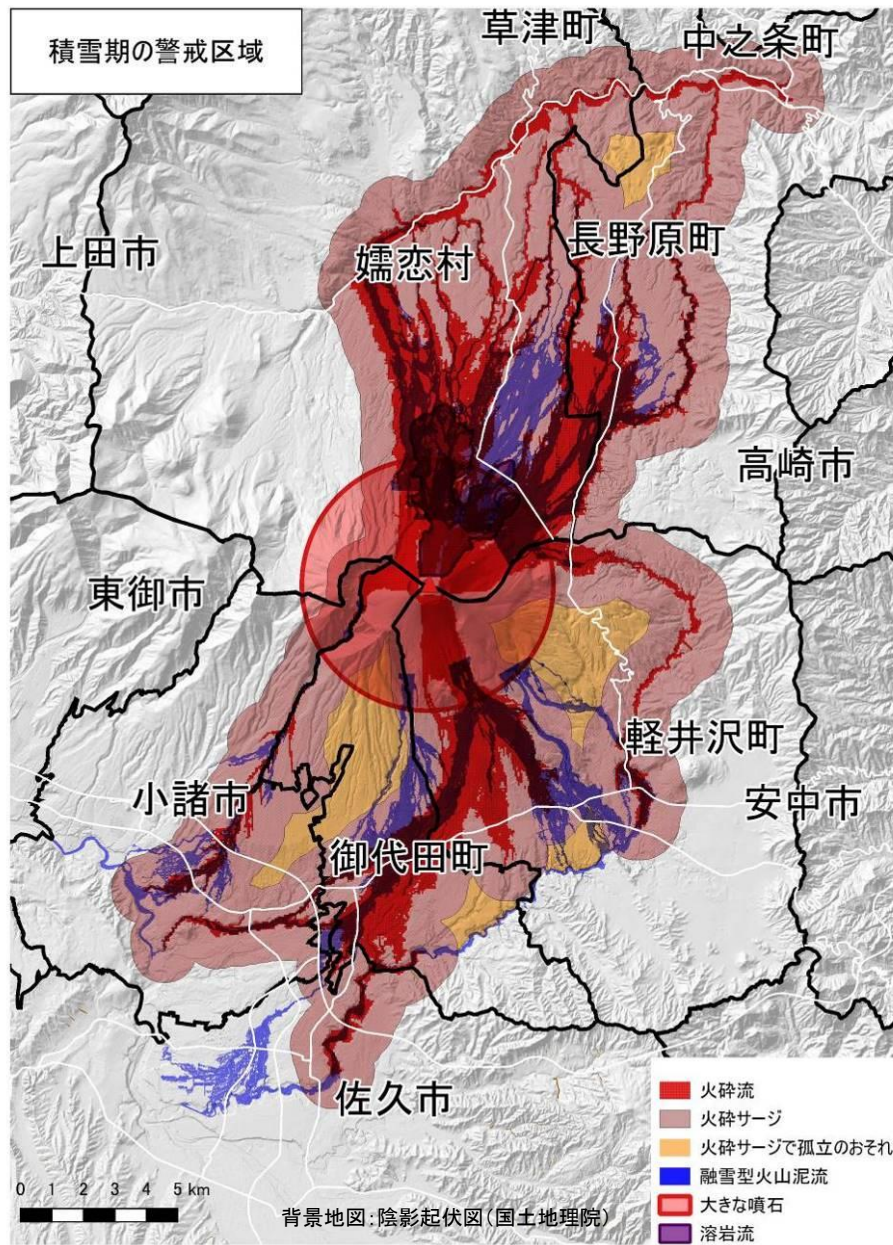 積雪期の警戒区域
草津町
中之条町
上田市
嬬恋村
長野原町
高崎市
東御市
軽井沢町
小諸市
安中市
御代田町
佐久市
火砕流
火砕サージ
火砕サージで孤立のおそれ
融雪型火山泥流
大きな噴石
溶岩流
0 1 2 3 4 5 km
背景地図:陰影起伏図(国土地理院)